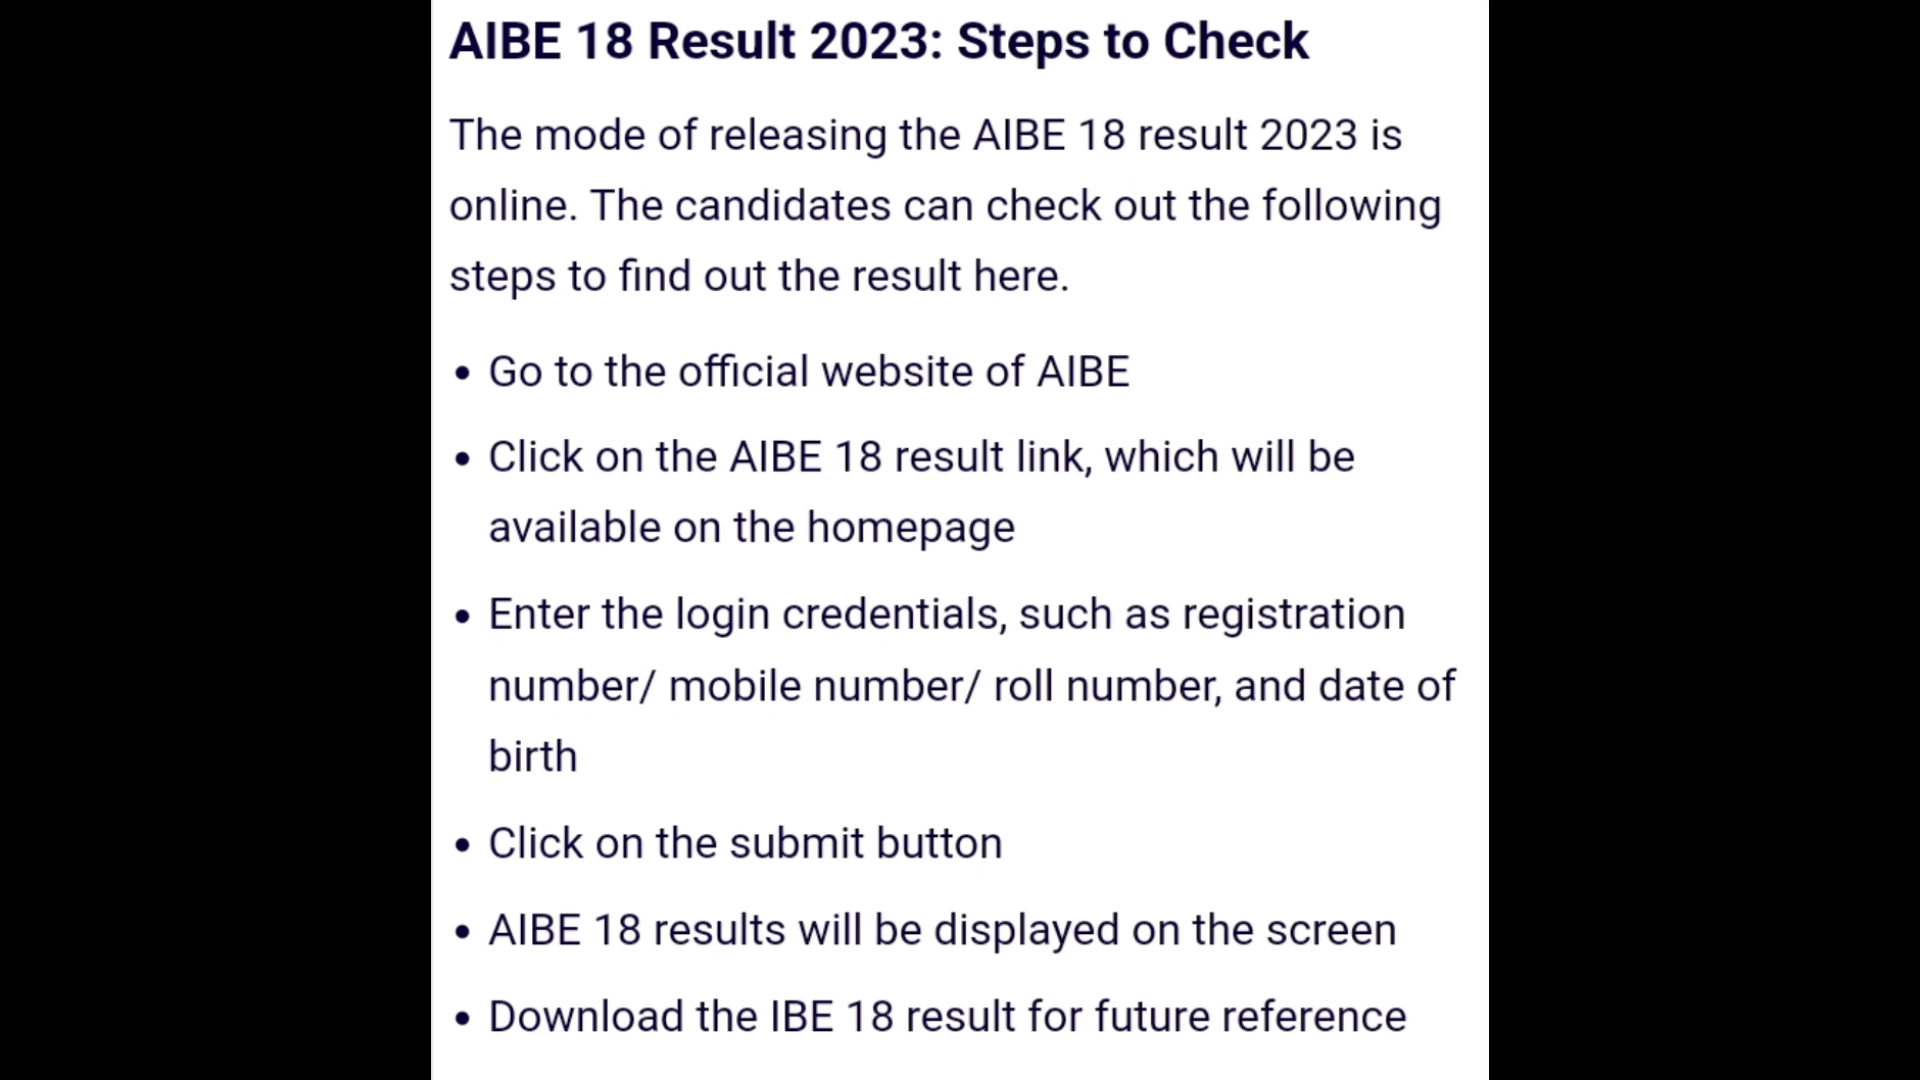 AIBE 18 Result 2023: Steps to Check
The mode of releasing the AIBE 18 result 2023 is
online. The candidates can check out the following
steps to find out the result here.
• Go to the official website of AIBE
• Click on the AIBE 18 result link, which will be
available on the homepage
• Enter the login credentials, such as registration
number/ mobile number/ roll number, and date of
birth
• Click on the submit button
• AIBE 18 results will be displayed on the screen
• Download the IBE 18 result for future reference